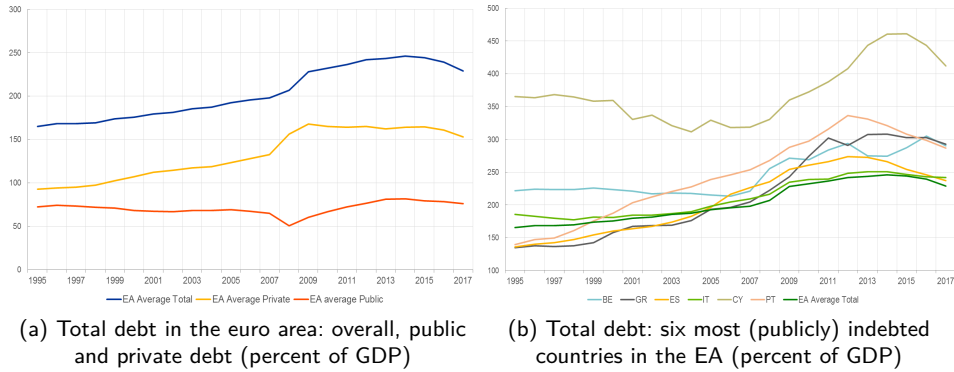 300
250
200
150
100
50
0
1995 1997 1999 2001 2003 2005 2007 2009 2011 2013 2015 2017
EA Average Total EA Average Private EA average Public
(a) Total debt in the euro area: overall, public
and private debt (percent of GDP)
500
450
400
350
300
250
200
150
100
1995 1997 1999 2001 2003 2005 2007 2009 2011 2013 2015 2017
BE GR ES IT CY PT EA Average Total
(b) Total debt: six most (publicly) indebted
countries in the EA (percent of GDP)